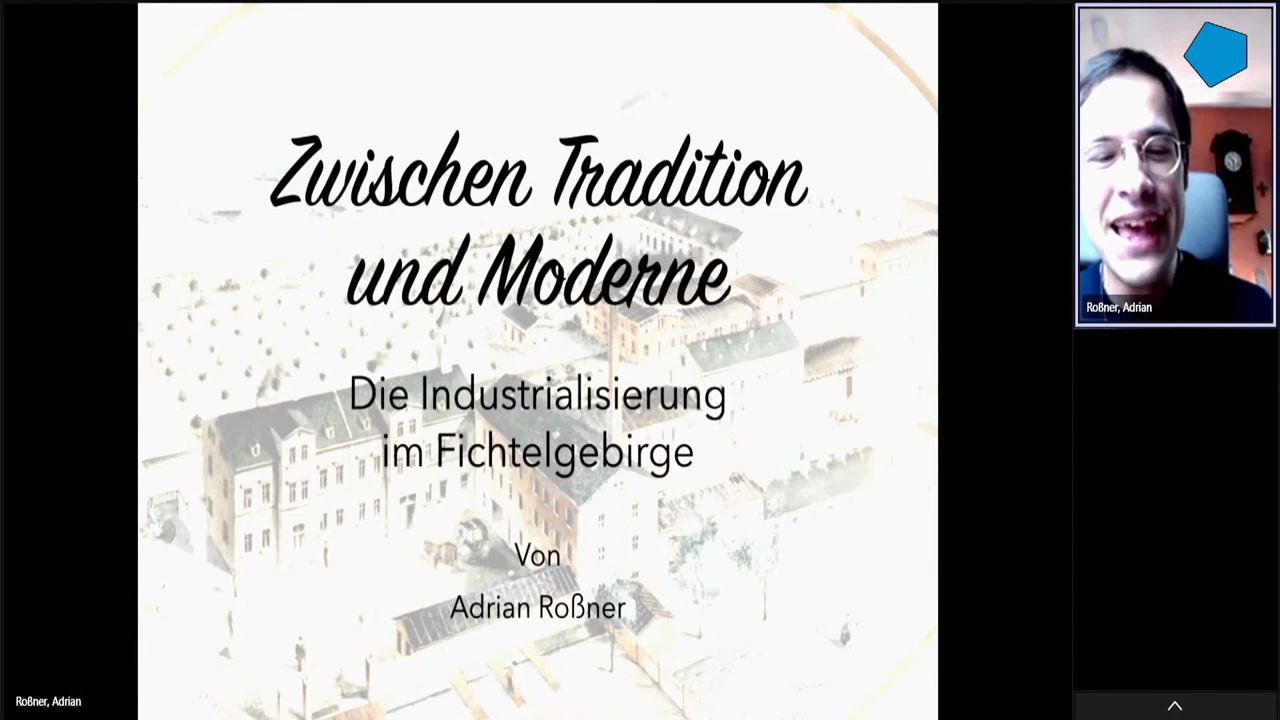 Zwischen Tradition
und Moderne
Die Industrialisierung
im Fichtelgebirge
Von
Adrian Roßner
Roßner, Adrian
Roßner, Adrian